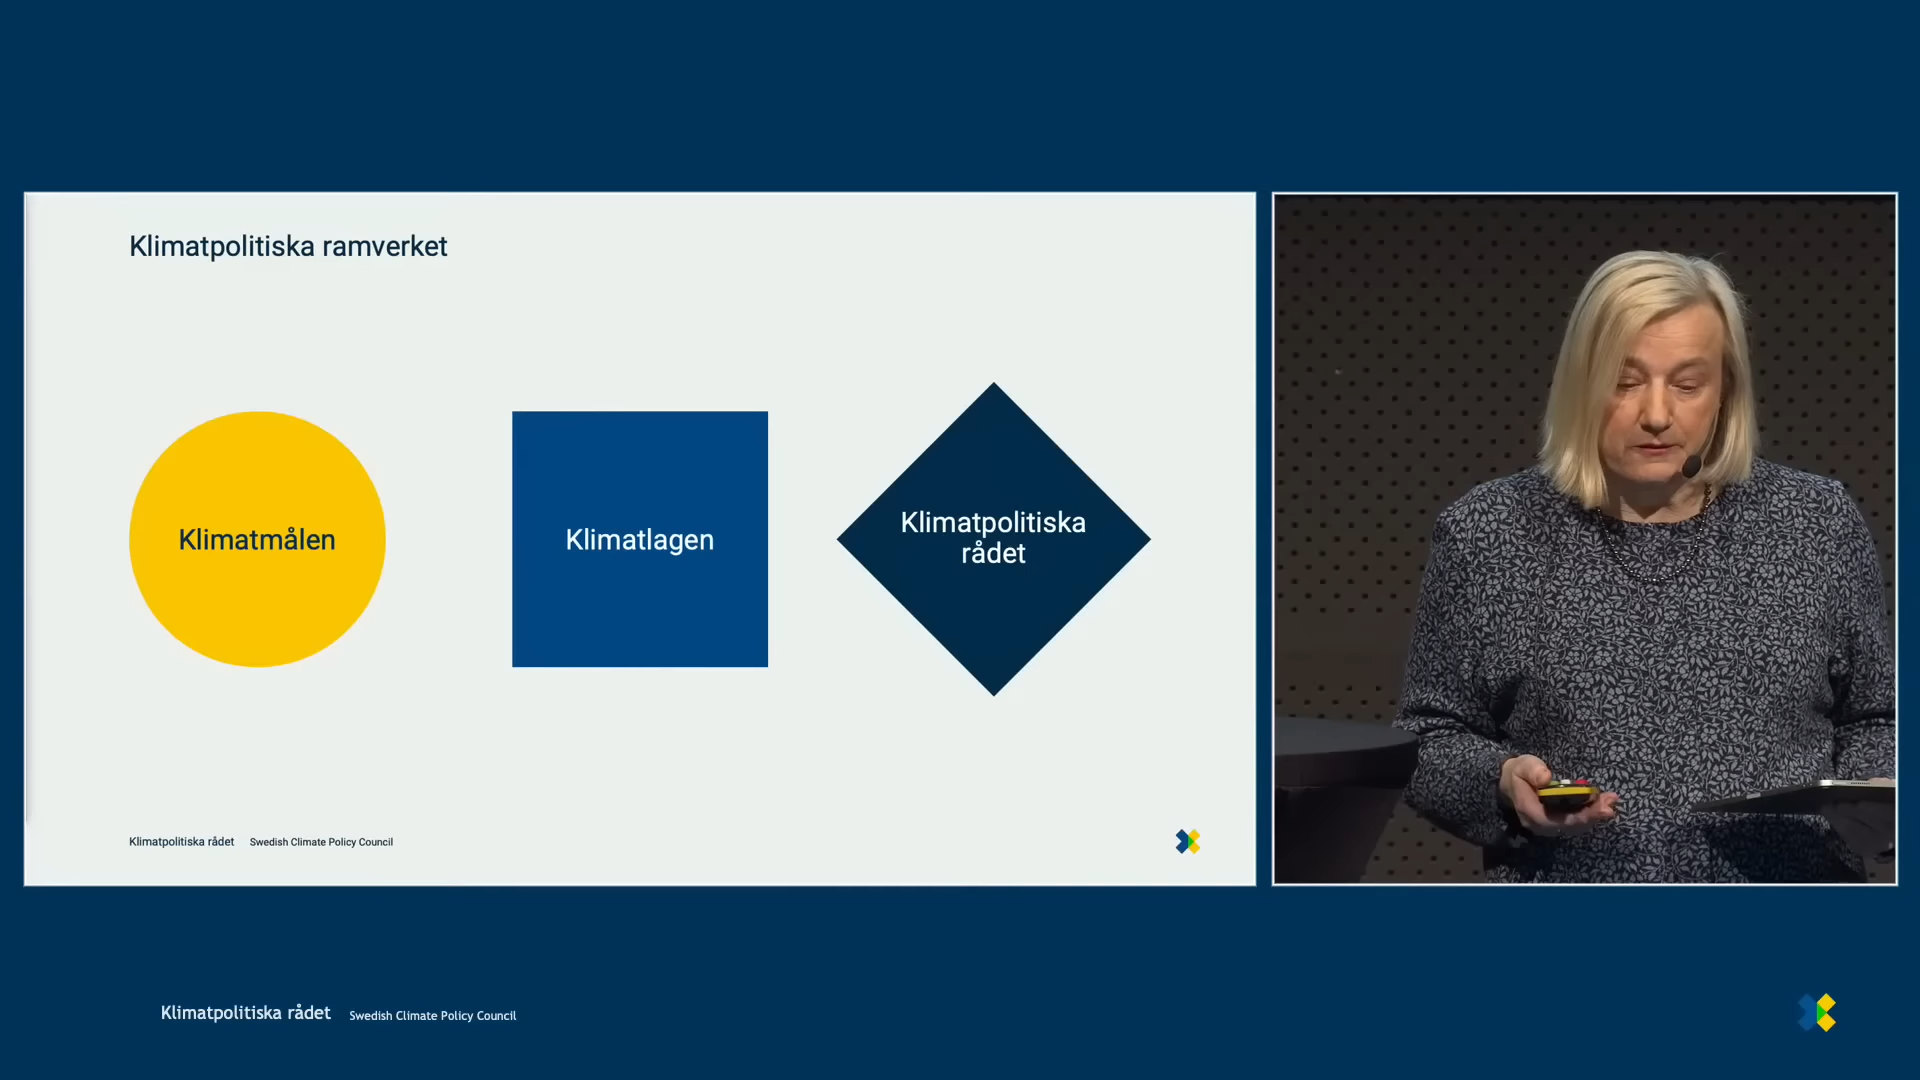 Klimatpolitiska ramverket
Klimatmålen
Klimatlagen
Klimatpolitiska
rådet
Klimatpolitiska rådet Swedish Climate Policy Council
Klimatpolitiska rådet Swedish Climate Policy Council